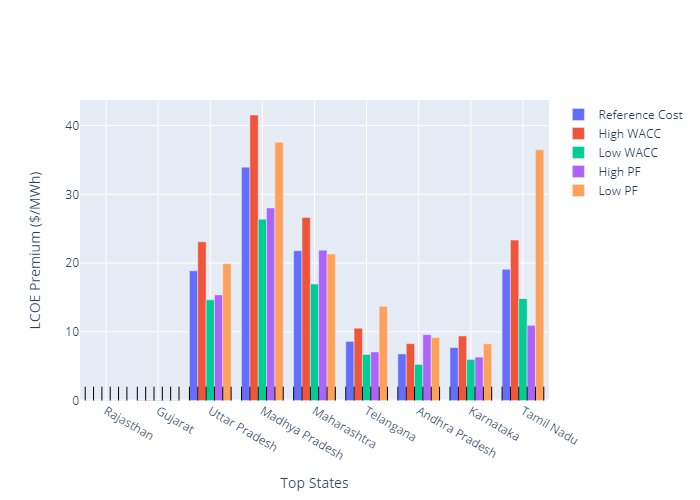 Reference Cost
High WACC
Low WACC
High PF
Low PF
LCOE Premium ($/MWh)
40
30
20
10
0
Rajasthan
Gujarat
Uttar Pradesh
Madhya Pradesh
Maharashtra
Telangana
Andhra Pradesh
Karnataka
Tamil Nadu
Top States